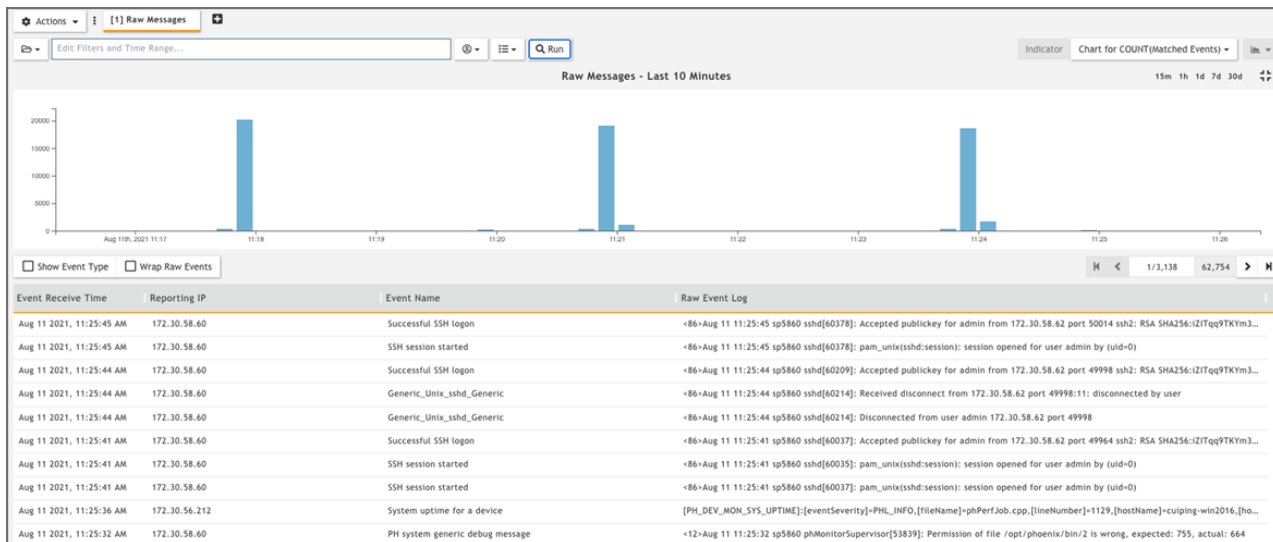 Actions [1] Raw Messages
Edit Filters and Time Range... Run Indicator Chart for COUNT(Matched Events)
Raw Messages - Last 10 Minutes 15m 1h 1d 7d 30d
20000
15000
10000
5000
0
Aug 11th, 2021 11:17 11:18 11:19 11:20 11:21 11:22 11:23 11:24 11:25 11:26
Show Event Type Wrap Raw Events 1/3,138 62,754
Event Receive Time Reporting IP Event Name Raw Event Log
Aug 11 2021, 11:25:45 AM 172.30.58.60 Successful SSH logon <86>Aug 11 11:25:45 sp5860 sshd[60378]: Accepted publickey for admin from 172.30.58.62 port 50014 ssh2: RSA SHA256:iZITqq9TKYm3...
Aug 11 2021, 11:25:45 AM 172.30.58.60 SSH session started <86>Aug 11 11:25:45 sp5860 sshd[60378]: pam_unix(sshd:session): session opened for user admin by (uid=0)
Aug 11 2021, 11:25:44 AM 172.30.58.60 Successful SSH logon <86>Aug 11 11:25:44 sp5860 sshd[60209]: Accepted publickey for admin from 172.30.58.62 port 49998 ssh2: RSA SHA256:iZITqq9TKYm3...
Aug 11 2021, 11:25:44 AM 172.30.58.60 Generic_Unix_sshd_Generic <86>Aug 11 11:25:44 sp5860 sshd[60214]: Received disconnect from 172.30.58.62 port 49998:11: disconnected by user
Aug 11 2021, 11:25:44 AM 172.30.58.60 Generic_Unix_sshd_Generic <86>Aug 11 11:25:44 sp5860 sshd[60214]: Disconnected from user admin 172.30.58.62 port 49998
Aug 11 2021, 11:25:41 AM 172.30.58.60 Successful SSH logon <86>Aug 11 11:25:41 sp5860 sshd[60037]: Accepted publickey for admin from 172.30.58.62 port 49964 ssh2: RSA SHA256:iZITqq9TKYm3...
Aug 11 2021, 11:25:41 AM 172.30.58.60 SSH session started <86>Aug 11 11:25:41 sp5860 sshd[60035]: pam_unix(sshd:session): session opened for user admin by (uid=0)
Aug 11 2021, 11:25:41 AM 172.30.58.60 SSH session started <86>Aug 11 11:25:41 sp5860 sshd[60037]: pam_unix(sshd:session): session opened for user admin by (uid=0)
Aug 11 2021, 11:25:36 AM 172.30.56.212 System uptime for a device [PH_DEV_MON_SYS_UPTIME]:[eventSeverity]=PHL_INFO,[fileName]=phPerfJob.cpp,[lineNumber]=1129,[hostName]=cuiping-win2016,[ho...
Aug 11 2021, 11:25:32 AM 172.30.58.60 PH system generic debug message <12>Aug 11 11:25:32 sp5860 phMonitorSupervisor[53839]: Permission of file /opt/phoenix/bin/2 is wrong, expected: 755, actual: 664